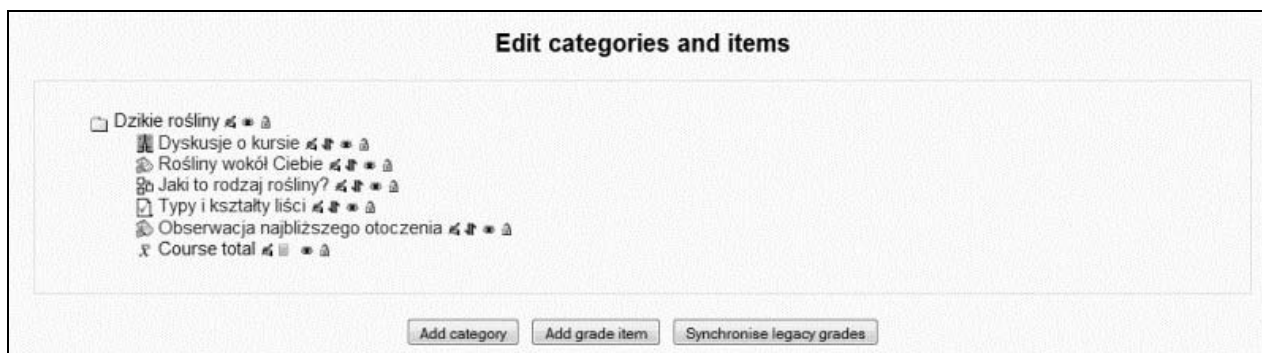 Edit categories and items
Dzikie rośliny
Dyskusje o kursie
Rośliny wokół Ciebie
Jaki to rodzaj rośliny?
Typy i kształty liści
Obserwacja najbliższego otoczenia
Course total
Add category Add grade item Synchronise legacy grades